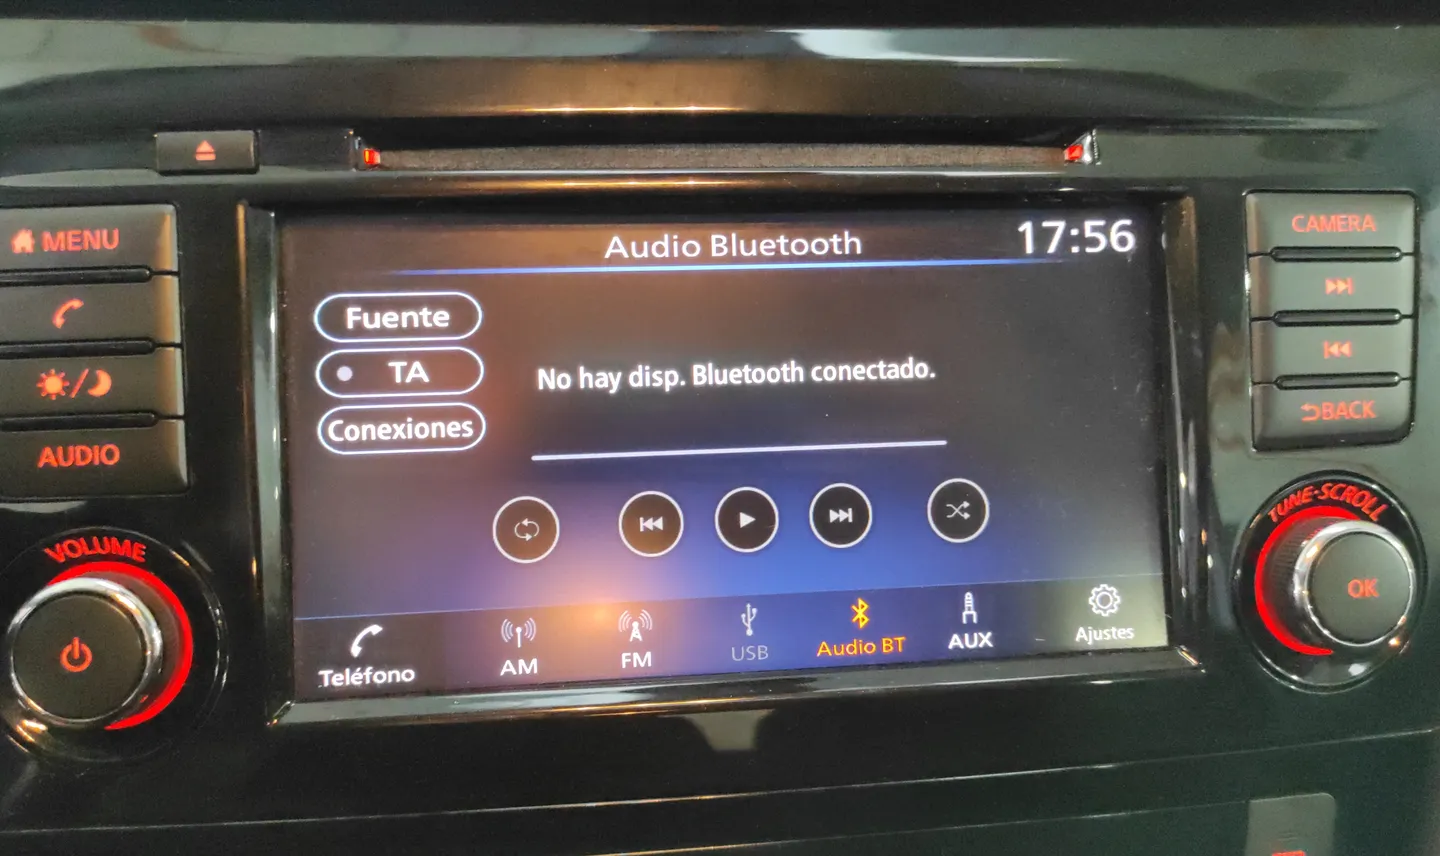 MENU
AUDIO
VOLUME
Audio Bluetooth
17:56
Fuente
TA
Conexiones
No hay disp. Bluetooth conectado.
Teléfono
AM
FM
USB
Audio BT
AUX
Ajustes
CAMERA
BACK
TUNE·SCROLL
OK